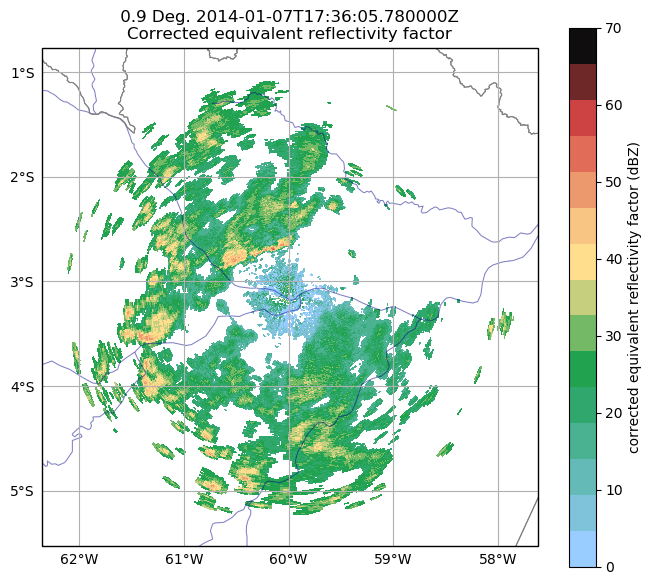 0.9 Deg. 2014-01-07T17:36:05.780000Z
Corrected equivalent reflectivity factor
1°S
2°S
3°S
4°S
5°S
62°W 61°W 60°W 59°W 58°W
70
60
50
40
30
20
10
0
corrected equivalent reflectivity factor (dBZ)